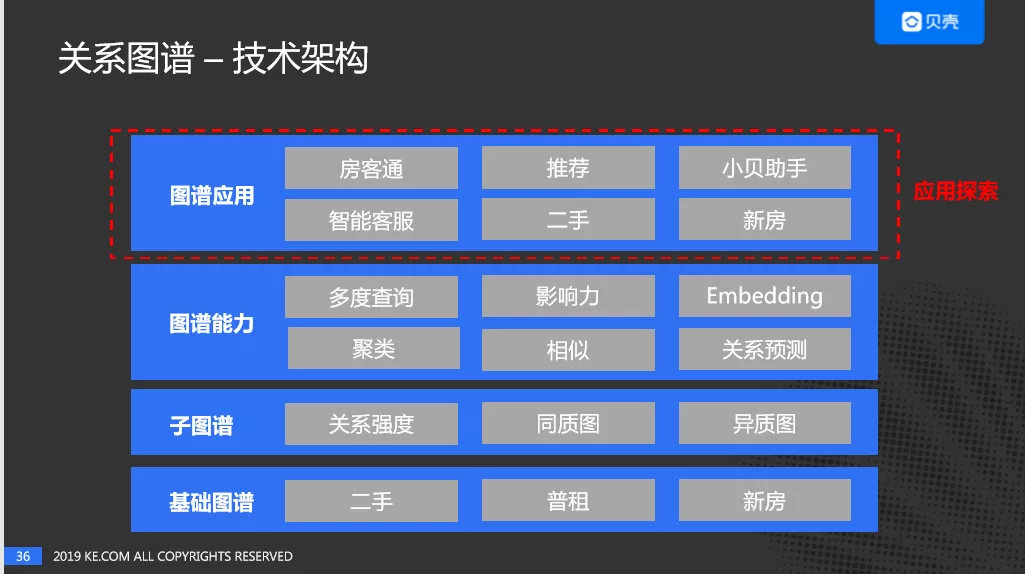 贝壳
关系图谱 – 技术架构
图谱应用
房客通 推荐 小贝助手
智能客服 二手 新房
应用探索
图谱能力
多度查询 影响力 Embedding
聚类 相似 关系预测
子图谱
关系强度 同质图 异质图
基础图谱
二手 普租 新房
36 2019 KE.COM ALL COPYRIGHTS RESERVED